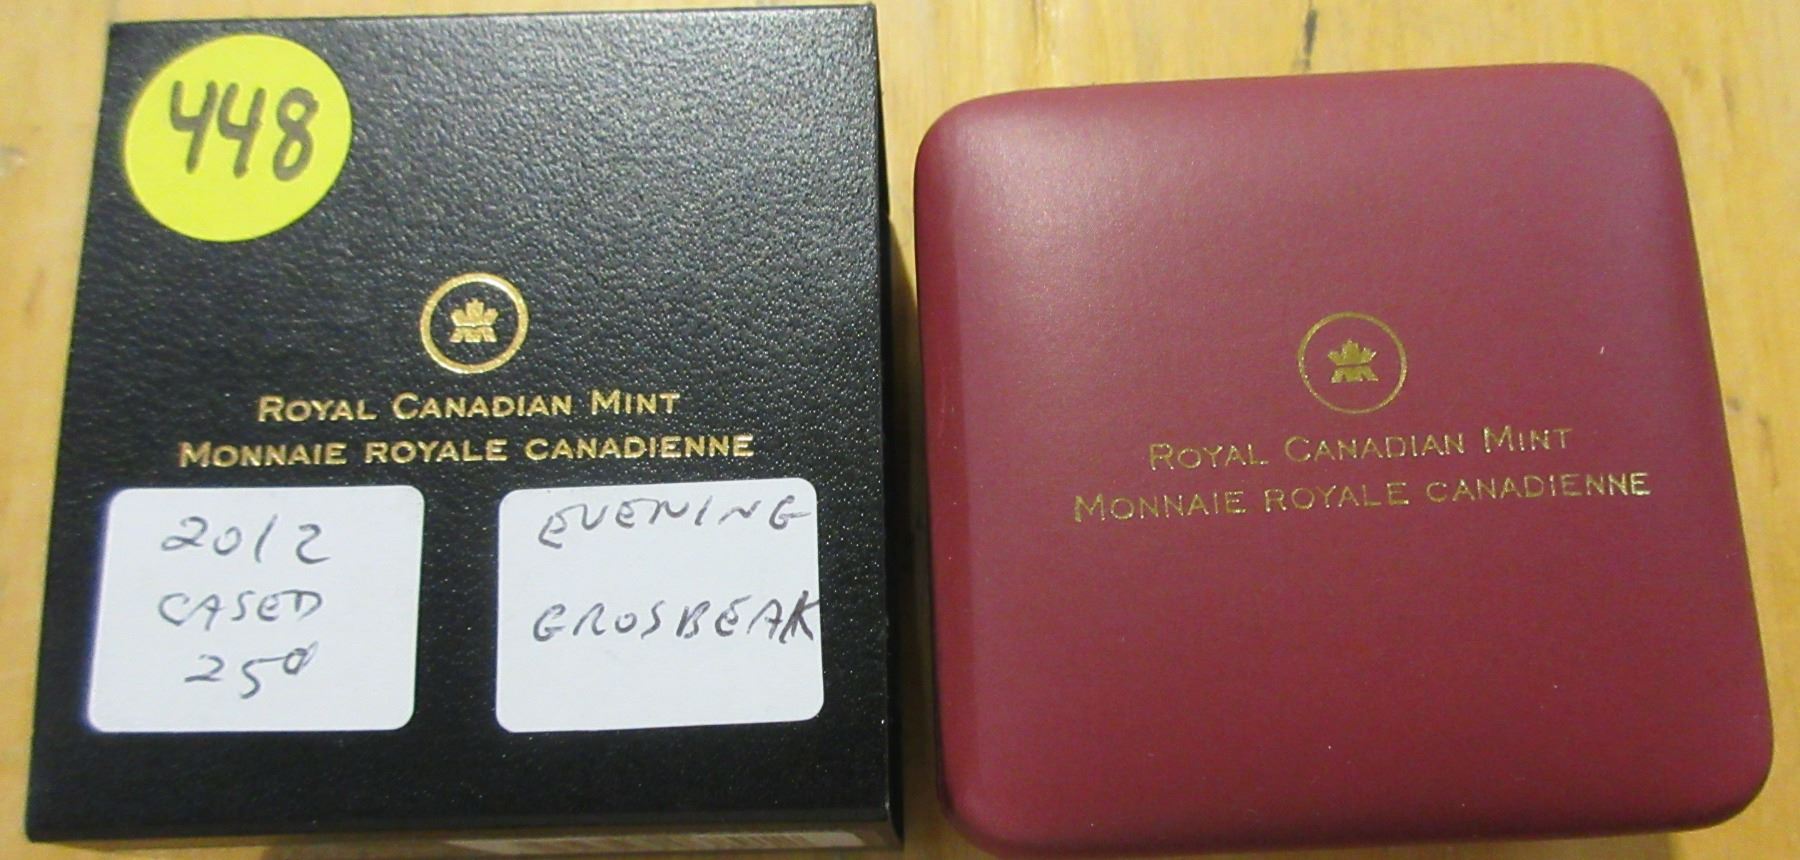 448
ROYAL CANADIAN MINT
MONNAIE ROYALE CANADIENNE
2012
CASED
25¢
EVENING
GROSBEAK
ROYAL CANADIAN MINT
MONNAIE ROYALE CANADIENNE